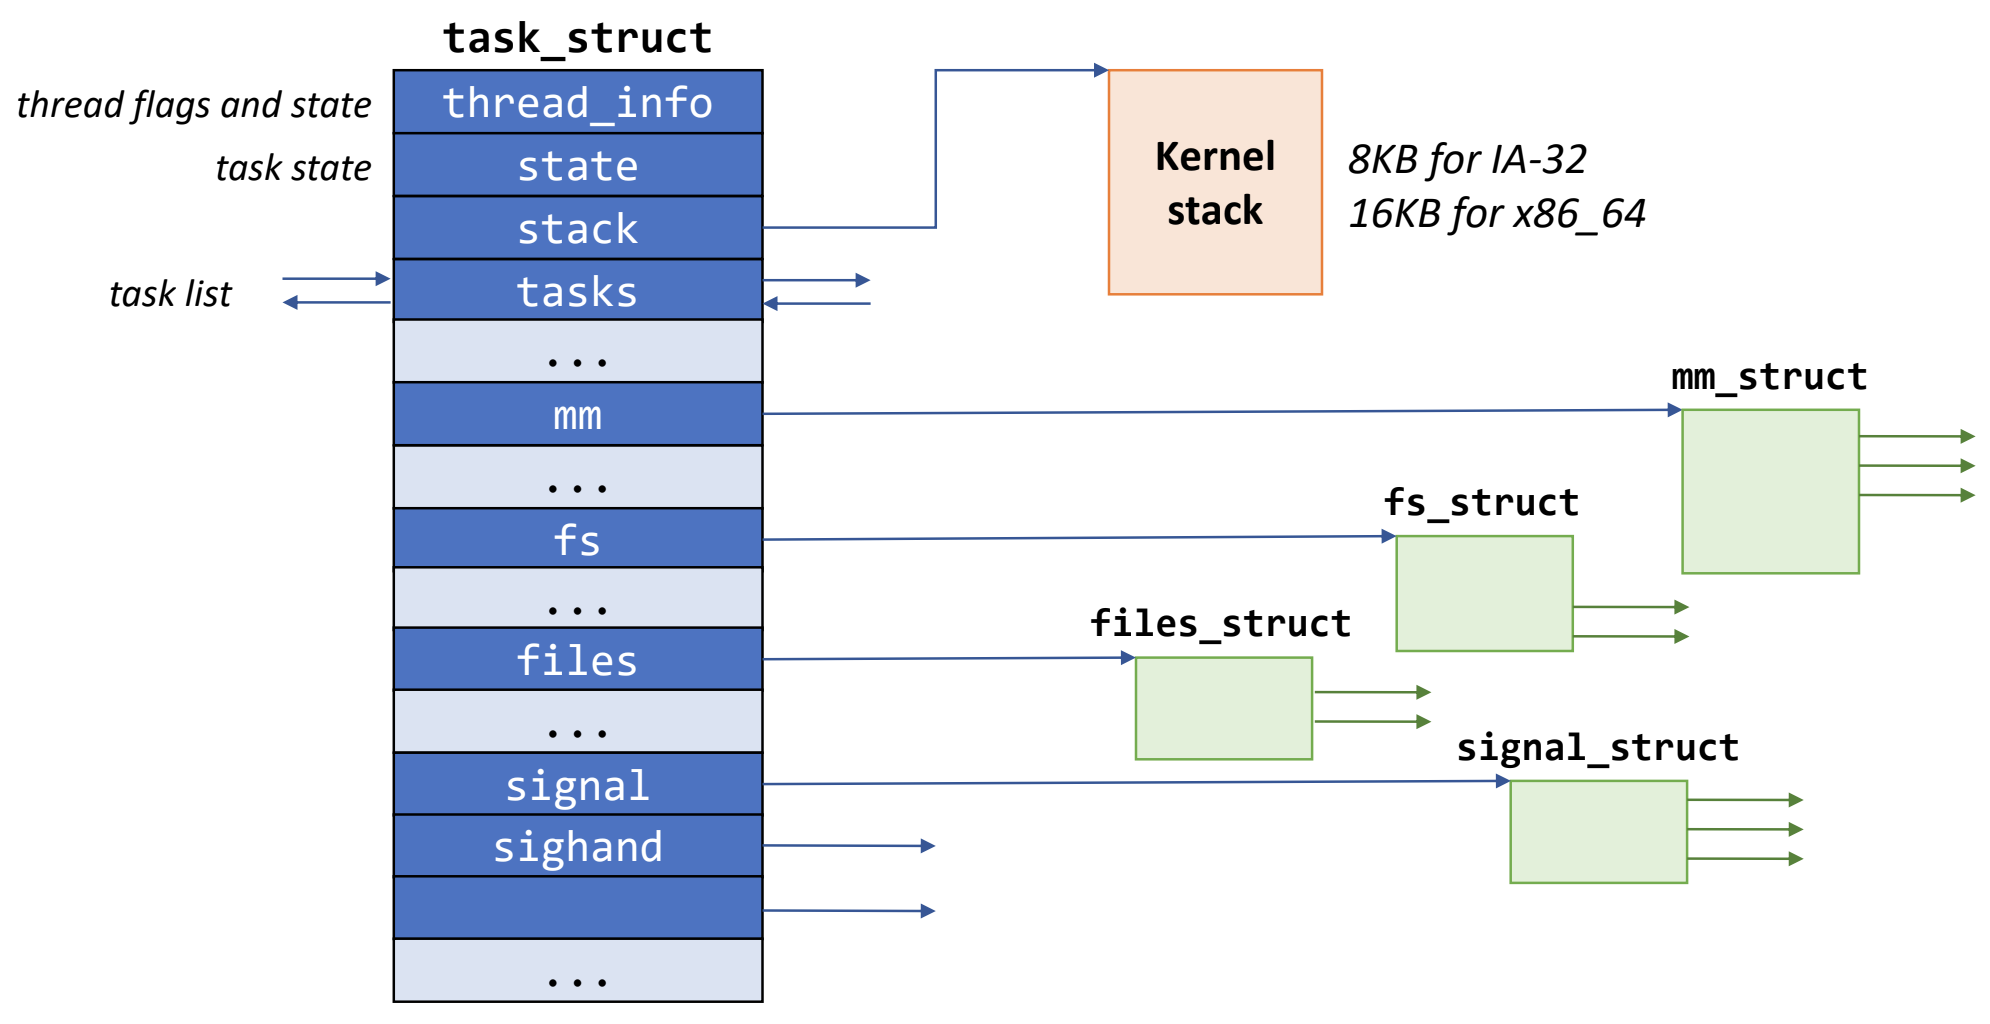 task_struct
thread flags and state
thread_info
task state
state
stack
task list
tasks
...
mm
...
fs
...
files
...
signal
sighand
...
Kernel
stack
8KB for IA-32
16KB for x86_64
mm_struct
fs_struct
files_struct
signal_struct